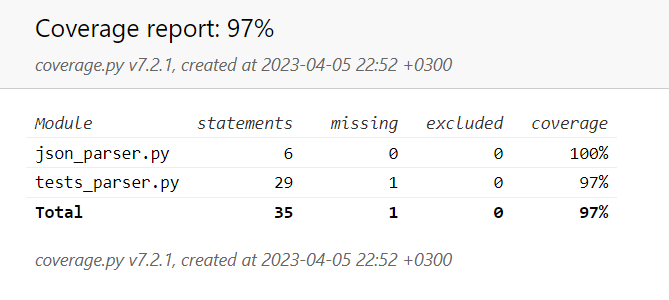 Coverage report: 97%
coverage.py v7.2.1, created at 2023-04-05 22:52 +0300
Module statements missing excluded coverage
json_parser.py 6 0 0 100%
tests_parser.py 29 1 0 97%
Total 35 1 0 97%
coverage.py v7.2.1, created at 2023-04-05 22:52 +0300